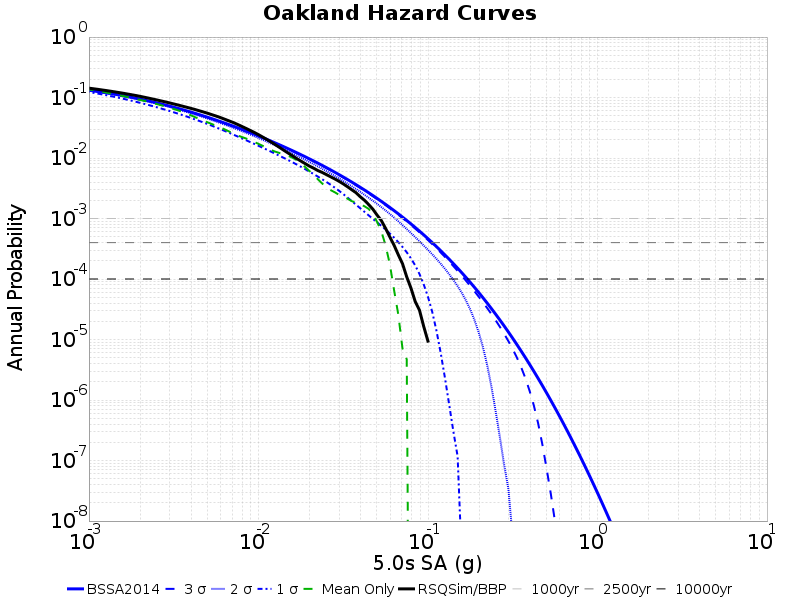 Oakland Hazard Curves
10^0
10^-1
10^-2
10^-3
10^-4
10^-5
10^-6
10^-7
10^-8
Annual Probability
10^-3 10^-2 10^-1 10^0 10^1
5.0s SA (g)
BSSA2014 3 σ 2 σ 1 σ Mean Only RSQSim/BBP 1000yr 2500yr 10000yr